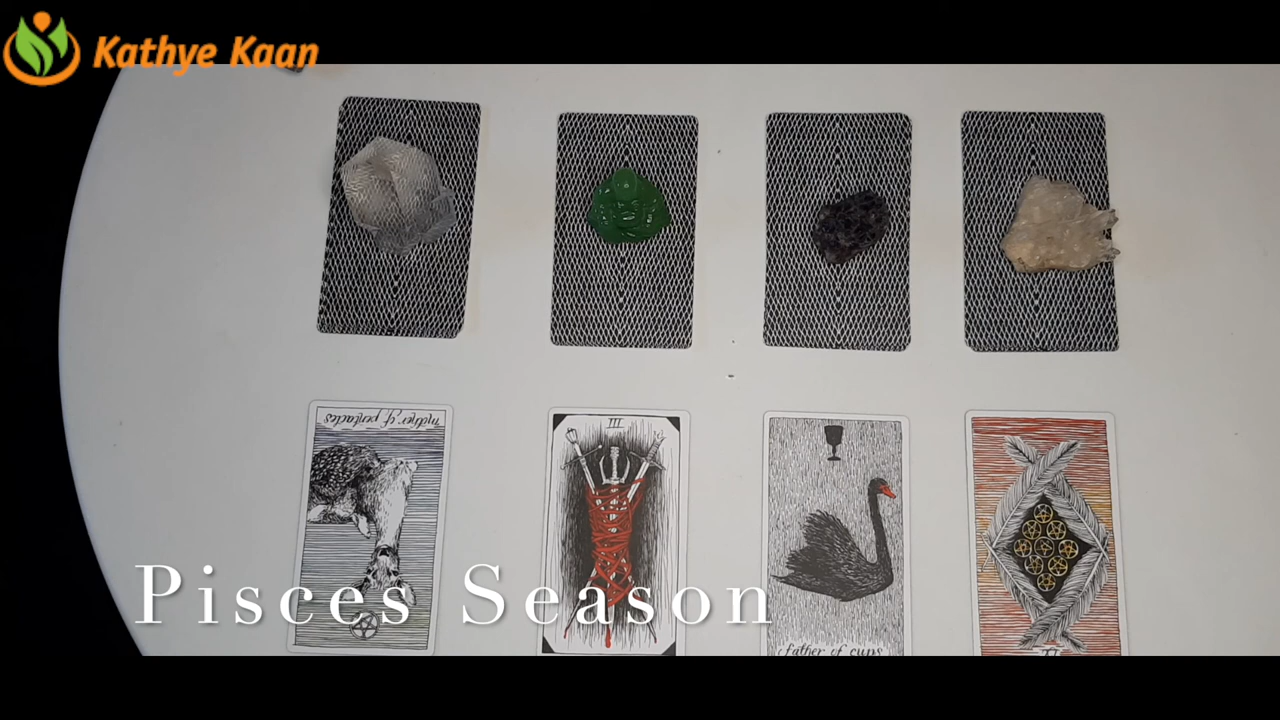 Kathye Kaan
mother of pentacles
III
Pisces Season
father of cups